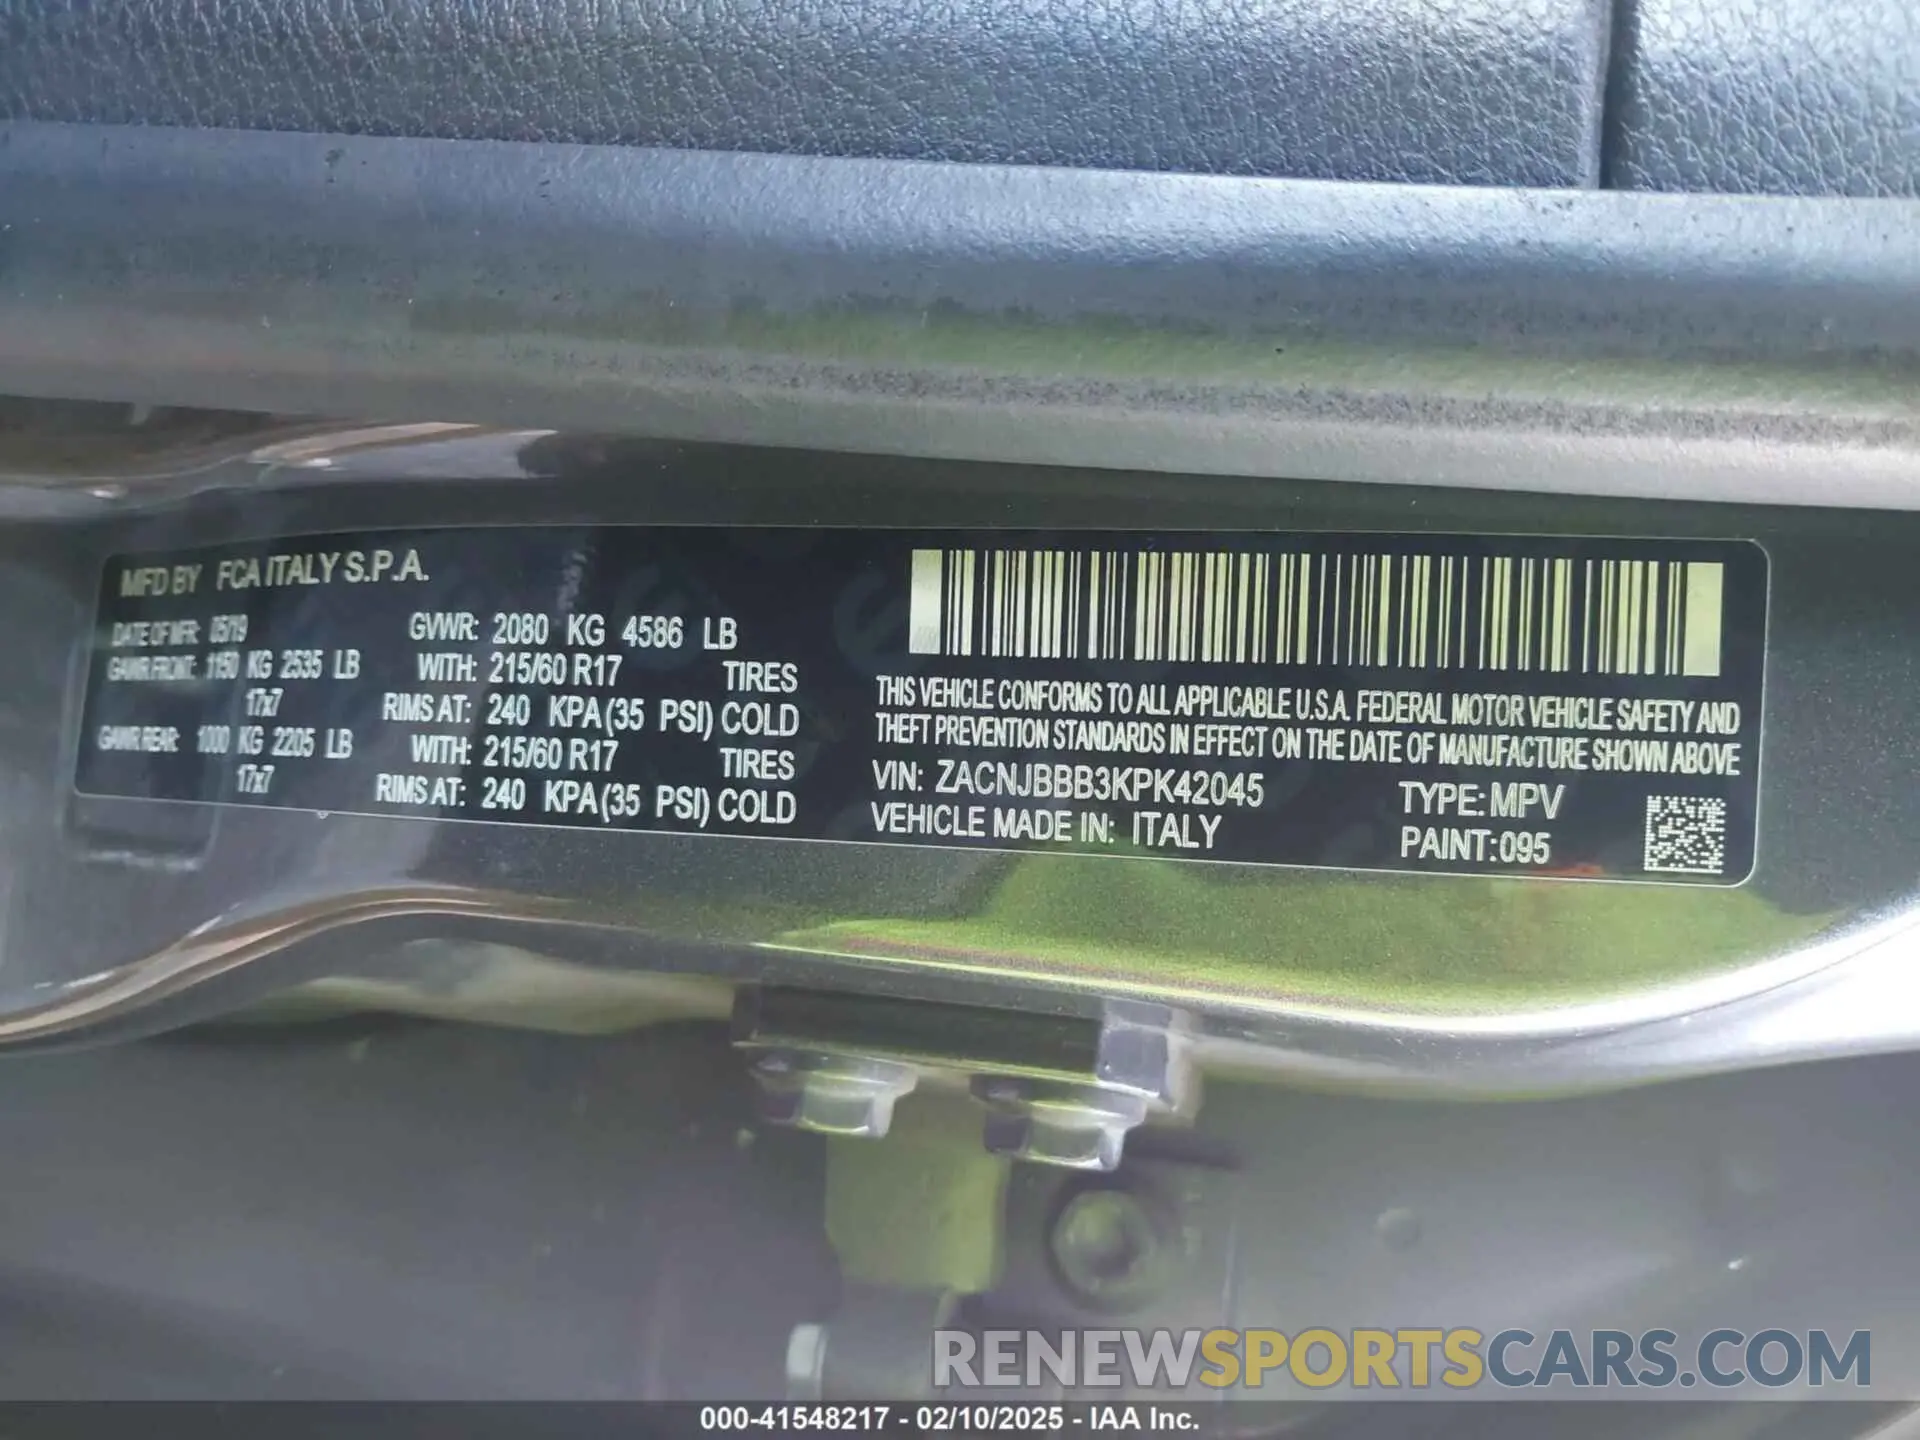 MFD BY FCA ITALY S.P.A.
DATE OF MFR: 05/19 GVWR: 2080 KG 4586 LB
GAWR FRONT: 1150 KG 2535 LB WITH: 215/60 R17 TIRES
17x7 RIMS AT: 240 KPA (35 PSI) COLD
GAWR REAR: 1000 KG 2205 LB WITH: 215/60 R17 TIRES
17x7 RIMS AT: 240 KPA (35 PSI) COLD
THIS VEHICLE CONFORMS TO ALL APPLICABLE U.S.A. FEDERAL MOTOR VEHICLE SAFETY AND
THEFT PREVENTION STANDARDS IN EFFECT ON THE DATE OF MANUFACTURE SHOWN ABOVE
VIN: ZACNJBBB3KPK42045 TYPE: MPV
VEHICLE MADE IN: ITALY PAINT: 095
RENEWSPORTSCARS.COM
000-41548217 - 02/10/2025 - IAA Inc.